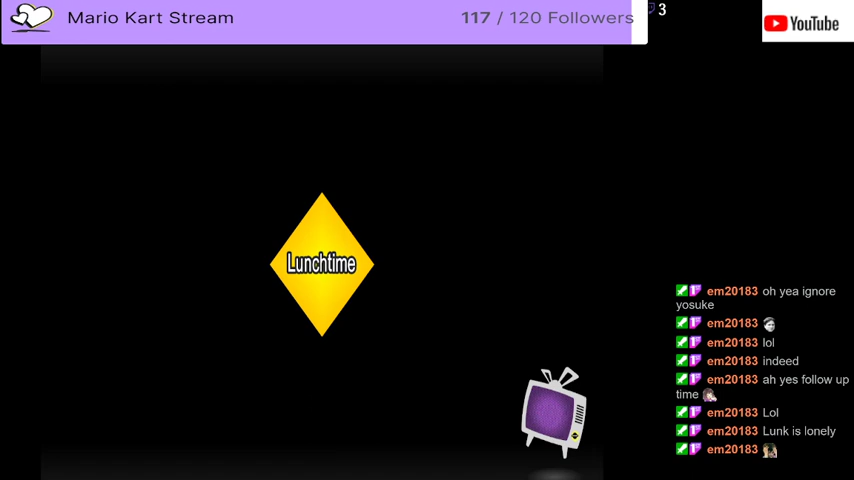 Mario Kart Stream
117 / 120 Followers
3
YouTube
Lunchtime
em20183 oh yea ignore
yosuke
em20183
em20183 lol
em20183 indeed
em20183 ah yes follow up
time
em20183 Lol
em20183 Lunk is lonely
em20183